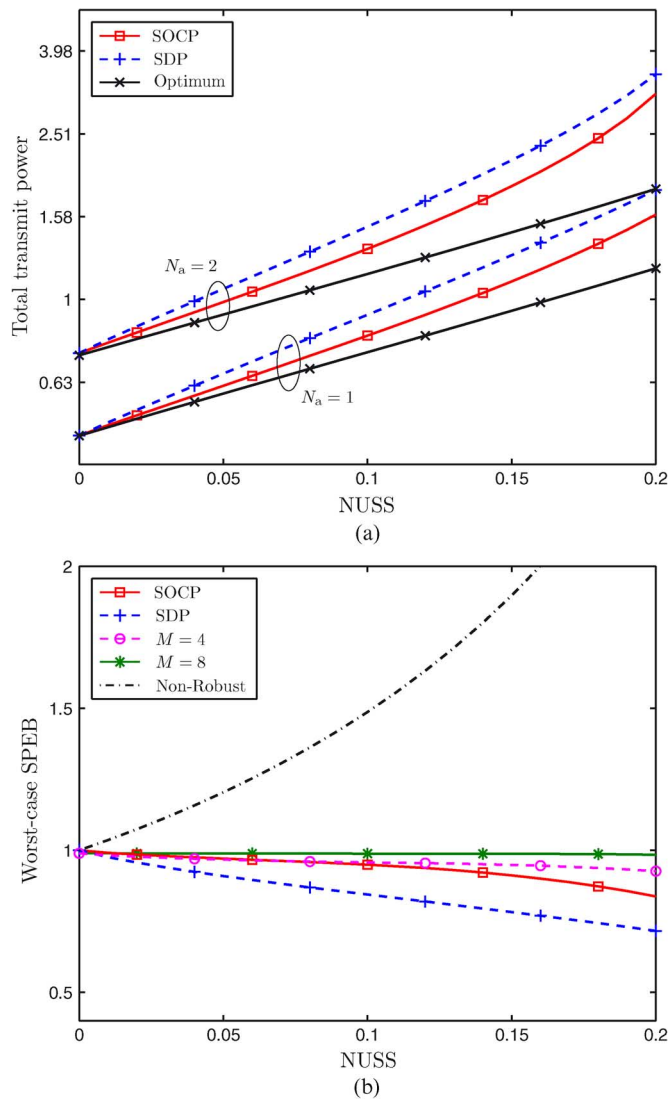 SOCP
SDP
Optimum
3.98
2.51
1.58
1
0.63
Total transmit power
Nₐ = 2
Nₐ = 1
0 0.05 0.1 0.15 0.2
NUSS
(a)
SOCP
SDP
M = 4
M = 8
Non-Robust
2
1.5
1
0.5
Worst-case SPEB
0 0.05 0.1 0.15 0.2
NUSS
(b)